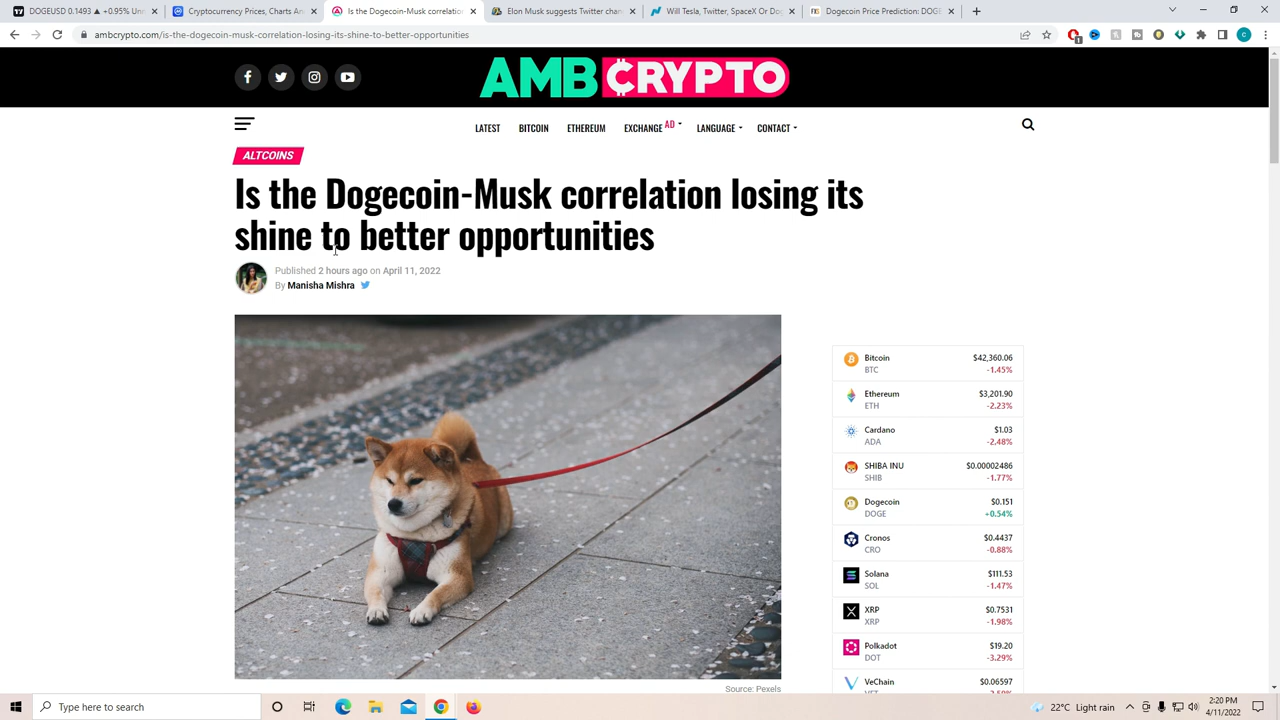 DOGEUSD 0.1493 ▲ +0.95% U
Cryptocurrency Prices, Charts A
Is the Dogecoin-Musk correlation
Elon Musk suggests Twitter chan
Will Tesla, SpaceX Or Dog
Dogecoin Price Prediction: DOGE
ambcrypto.com/is-the-dogecoin-musk-correlation-losing-its-shine-to-better-opportunities
AMBCRYPTO
LATEST BITCOIN ETHEREUM EXCHANGE AD LANGUAGE CONTACT
ALTCOINS
Is the Dogecoin-Musk correlation losing its
shine to better opportunities
Published 2 hours ago on April 11, 2022
By Manisha Mishra
Bitcoin $42,360.06
BTC -1.45%
Ethereum $3,201.90
ETH -2.23%
Cardano $1.03
ADA -2.48%
SHIBA INU $0.00002486
SHIB -1.77%
Dogecoin $0.151
DOGE +0.54%
Cronos $0.4437
CRO -0.88%
Solana $111.53
SOL -1.47%
XRP $0.7531
XRP -1.98%
Polkadot $19.20
DOT -3.29%
VeChain $0.06597
Source: Pexels
Type here to search
22°C Light rain
2:20 PM
4/11/2022